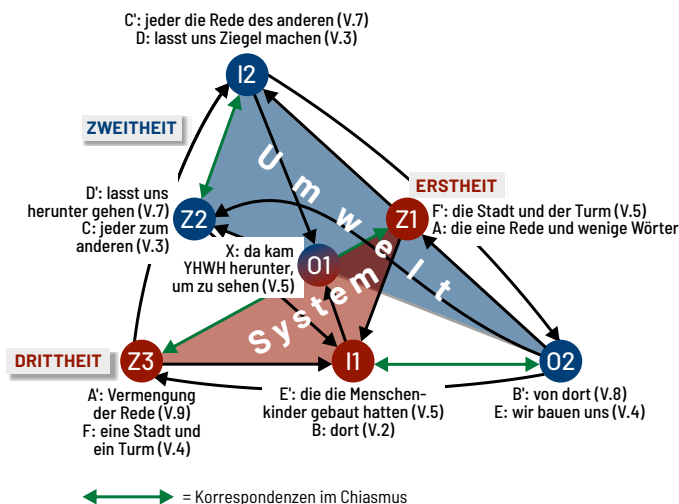 C': jeder die Rede des anderen (V.7)
D: lasst uns Ziegel machen (V.3)
I2
ZWEITHEIT
Umwelt
ERSTHEIT
D': lasst uns
herunter gehen (V.7)
C: jeder zum
anderen (V.3)
Z2
Z1
F': die Stadt und der Turm (V.5)
A: die eine Rede und wenige Wörter
X: da kam
YHWH herunter,
um zu sehen (V.5)
O1
System
DRITTHEIT
Z3
I1
O2
A': Vermengung
der Rede (V.9)
F: eine Stadt und
ein Turm (V.4)
E': die die Menschen-
kinder gebaut hatten (V.5)
B: dort (V.2)
B': von dort (V.8)
E: wir bauen uns (V.4)
= Korrespondenzen im Chiasmus